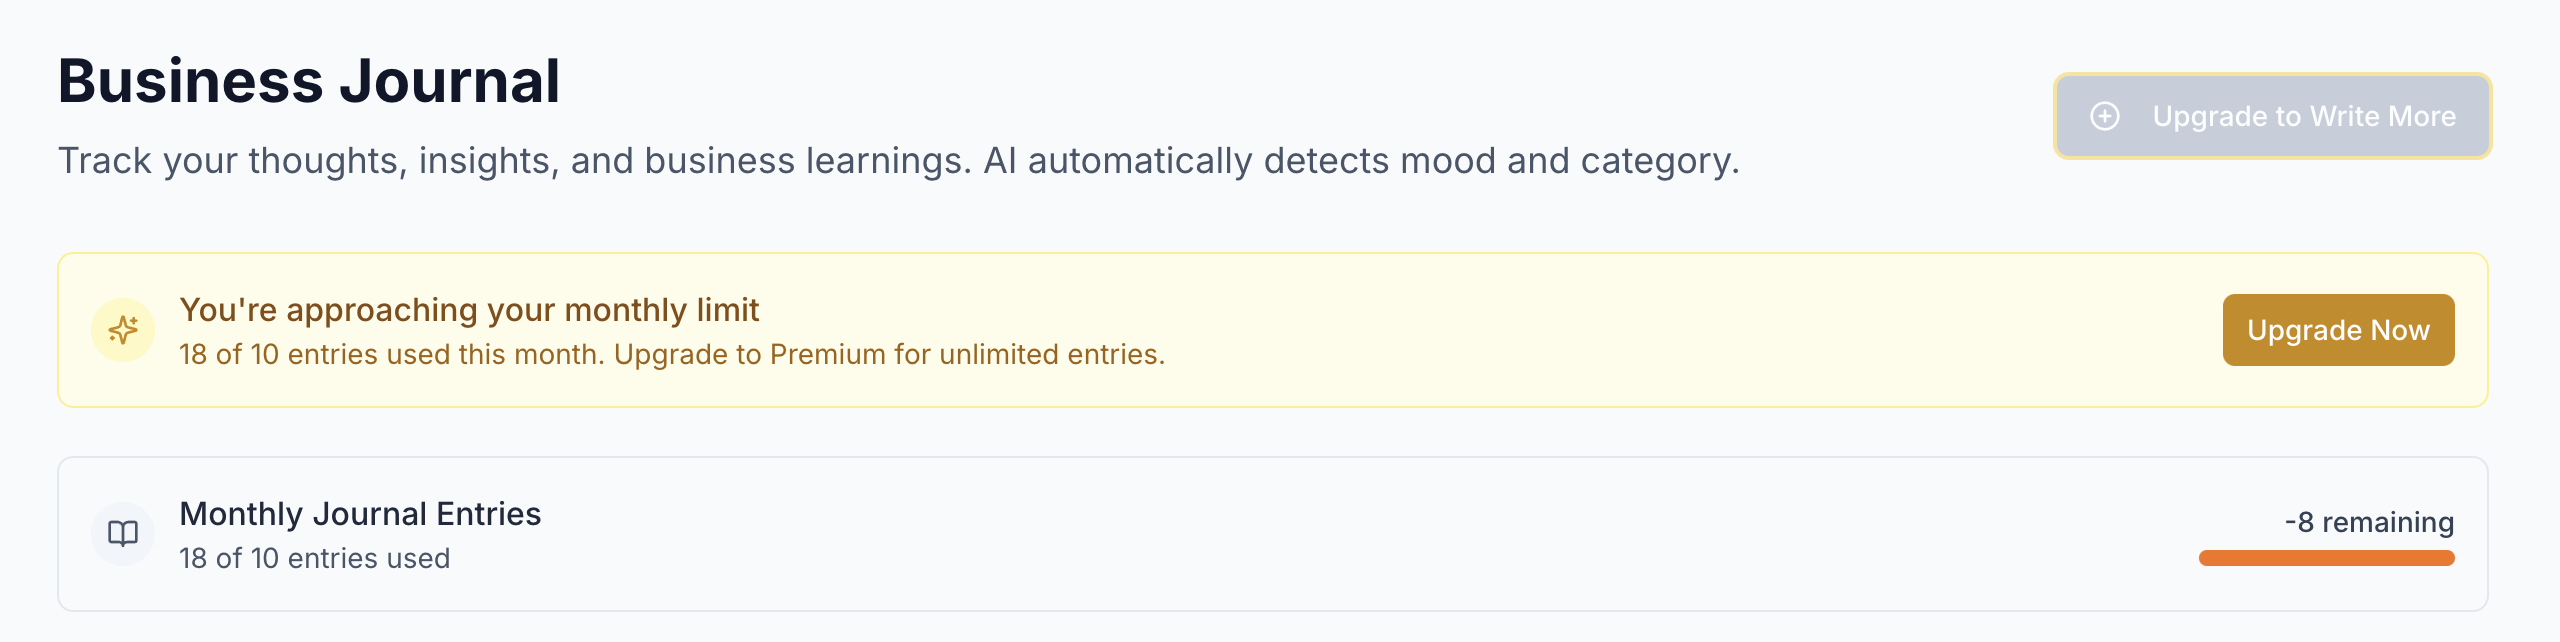 Business Journal
Track your thoughts, insights, and business learnings. AI automatically detects mood and category.
Upgrade to Write More
You're approaching your monthly limit
18 of 10 entries used this month. Upgrade to Premium for unlimited entries.
Upgrade Now
Monthly Journal Entries
18 of 10 entries used
-8 remaining